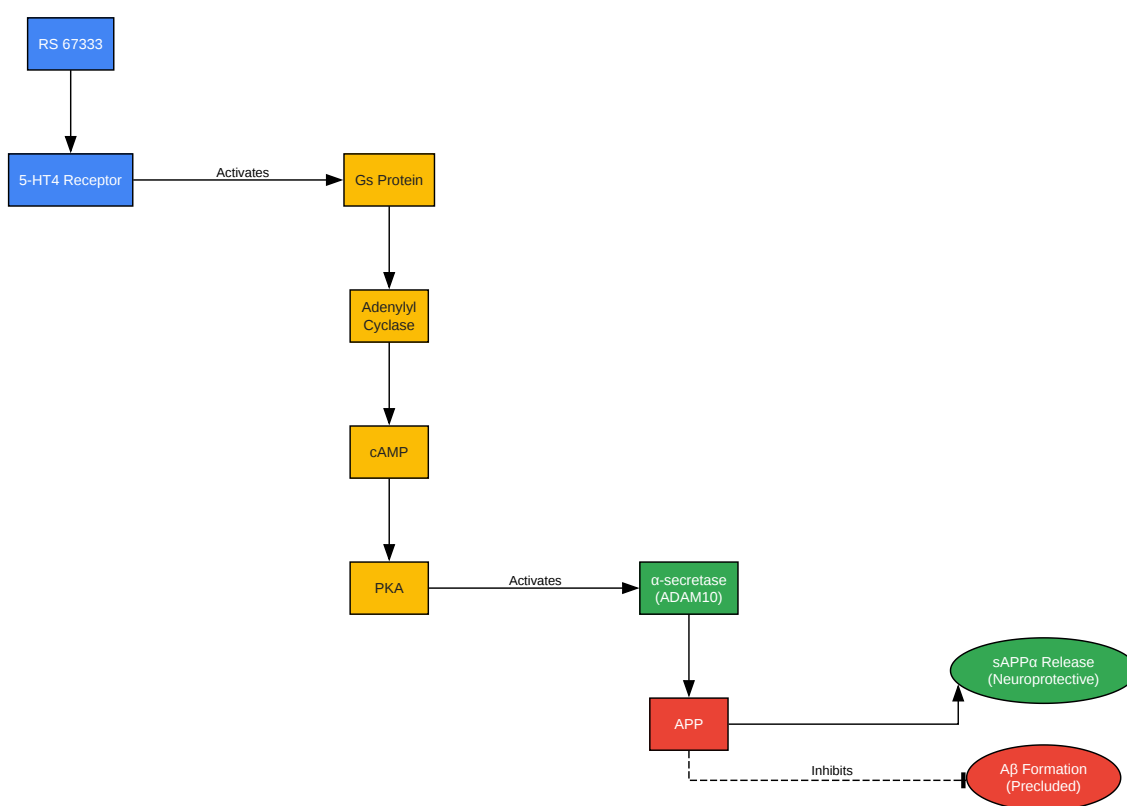 RS 67333
5-HT4 Receptor
Activates
Gs Protein
Adenylyl
Cyclase
cAMP
PKA
Activates
α-secretase
(ADAM10)
APP
sAPPα Release
(Neuroprotective)
Inhibits
Aβ Formation
(Precluded)